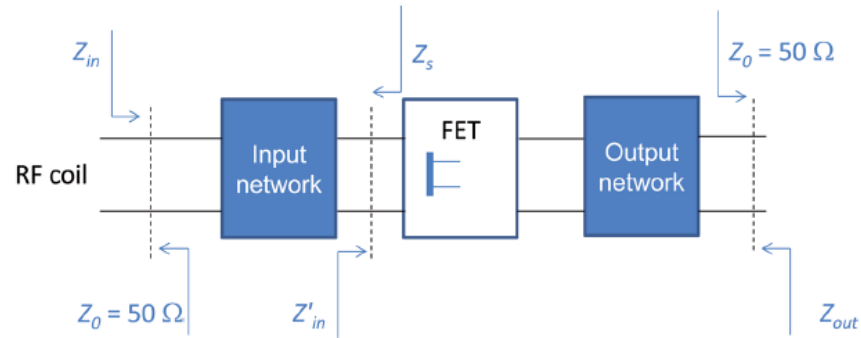 Z_in
Z_s
Z_0 = 50 Ω
RF coil
Input
network
FET
Output
network
Z_0 = 50 Ω
Z'_in
Z_out